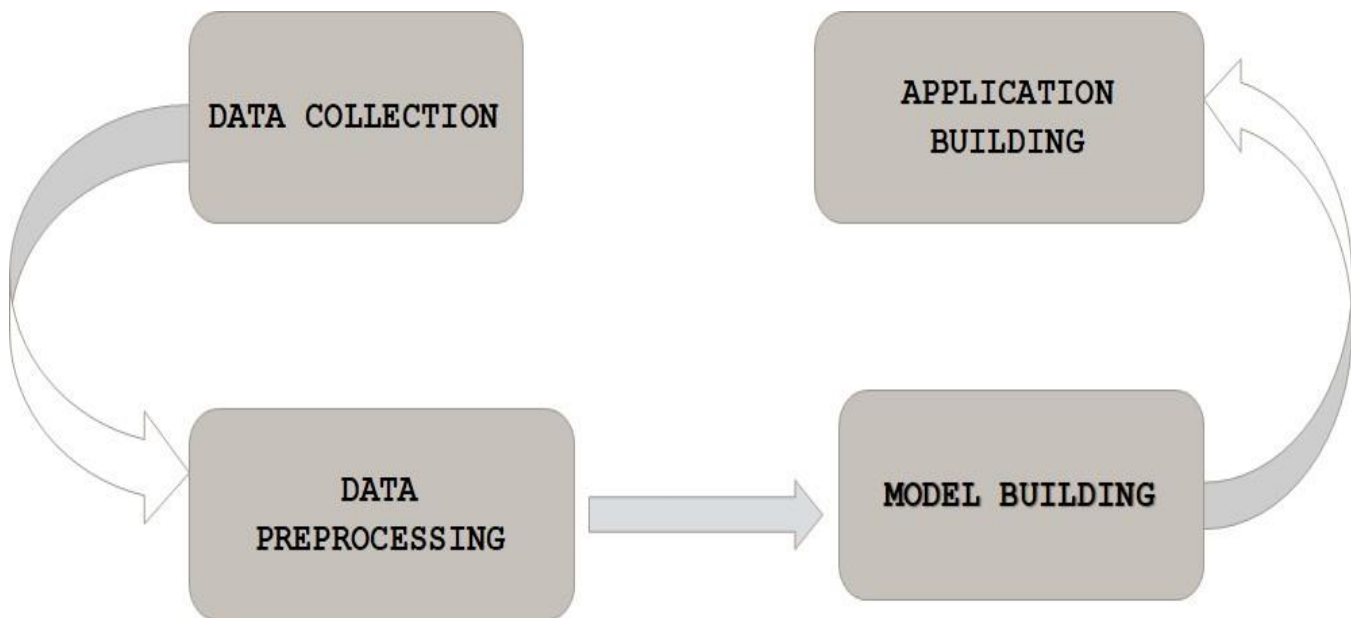 DATA COLLECTION
APPLICATION
BUILDING
DATA
PREPROCESSING
MODEL BUILDING